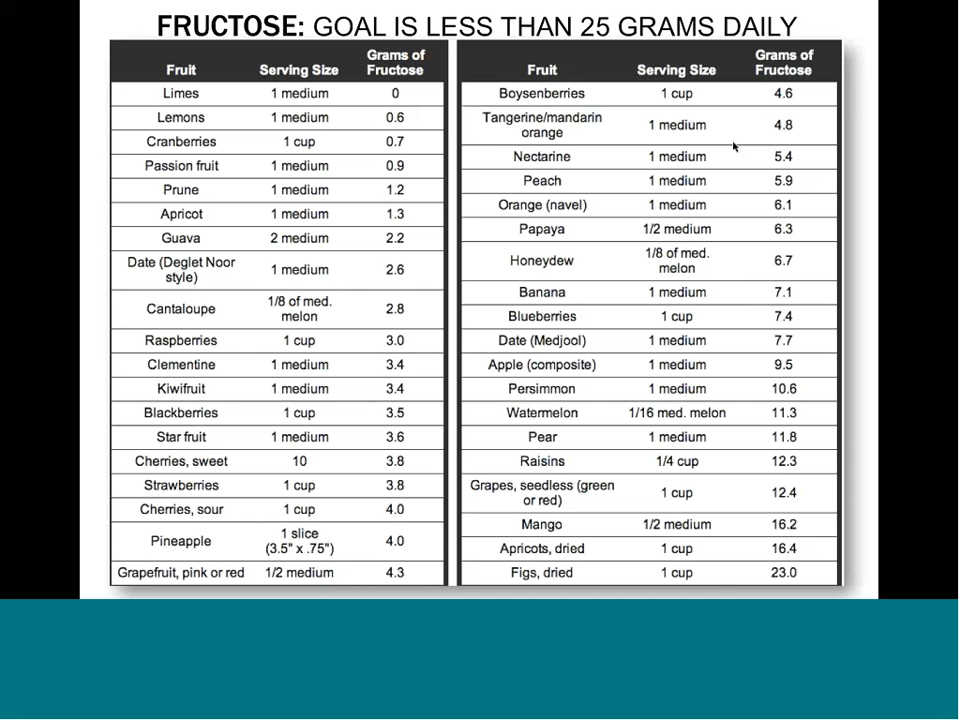 FRUCTOSE: GOAL IS LESS THAN 25 GRAMS DAILY
Fruit Serving Size Grams of Fructose
Limes 1 medium 0
Lemons 1 medium 0.6
Cranberries 1 cup 0.7
Passion fruit 1 medium 0.9
Prune 1 medium 1.2
Apricot 1 medium 1.3
Guava 2 medium 2.2
Date (Deglet Noor style) 1 medium 2.6
Cantaloupe 1/8 of med. melon 2.8
Raspberries 1 cup 3.0
Clementine 1 medium 3.4
Kiwifruit 1 medium 3.4
Blackberries 1 cup 3.5
Star fruit 1 medium 3.6
Cherries, sweet 10 3.8
Strawberries 1 cup 3.8
Cherries, sour 1 cup 4.0
Pineapple 1 slice (3.5" x .75") 4.0
Grapefruit, pink or red 1/2 medium 4.3
Fruit Serving Size Grams of Fructose
Boysenberries 1 cup 4.6
Tangerine/mandarin orange 1 medium 4.8
Nectarine 1 medium 5.4
Peach 1 medium 5.9
Orange (navel) 1 medium 6.1
Papaya 1/2 medium 6.3
Honeydew 1/8 of med. melon 6.7
Banana 1 medium 7.1
Blueberries 1 cup 7.4
Date (Medjool) 1 medium 7.7
Apple (composite) 1 medium 9.5
Persimmon 1 medium 10.6
Watermelon 1/16 med. melon 11.3
Pear 1 medium 11.8
Raisins 1/4 cup 12.3
Grapes, seedless (green or red) 1 cup 12.4
Mango 1/2 medium 16.2
Apricots, dried 1 cup 16.4
Figs, dried 1 cup 23.0